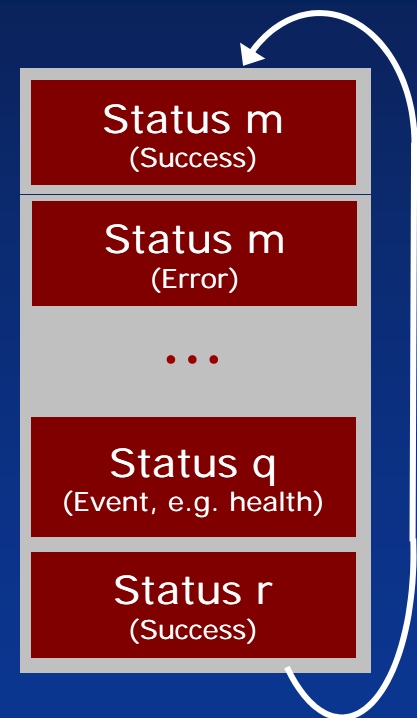 Status m
(Success)
Status m
(Error)
...
Status q
(Event, e.g. health)
Status r
(Success)